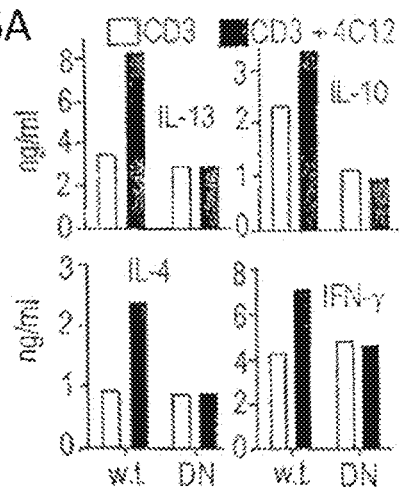 5A
CD3 CD3 + 4C12
ng/ml 8 6 4 2 0 IL-13
3 2 1 0 IL-10
ng/ml 3 2 1 0 IL-4
8 6 4 2 0 IFN-γ
w.t. DN w.t. DN